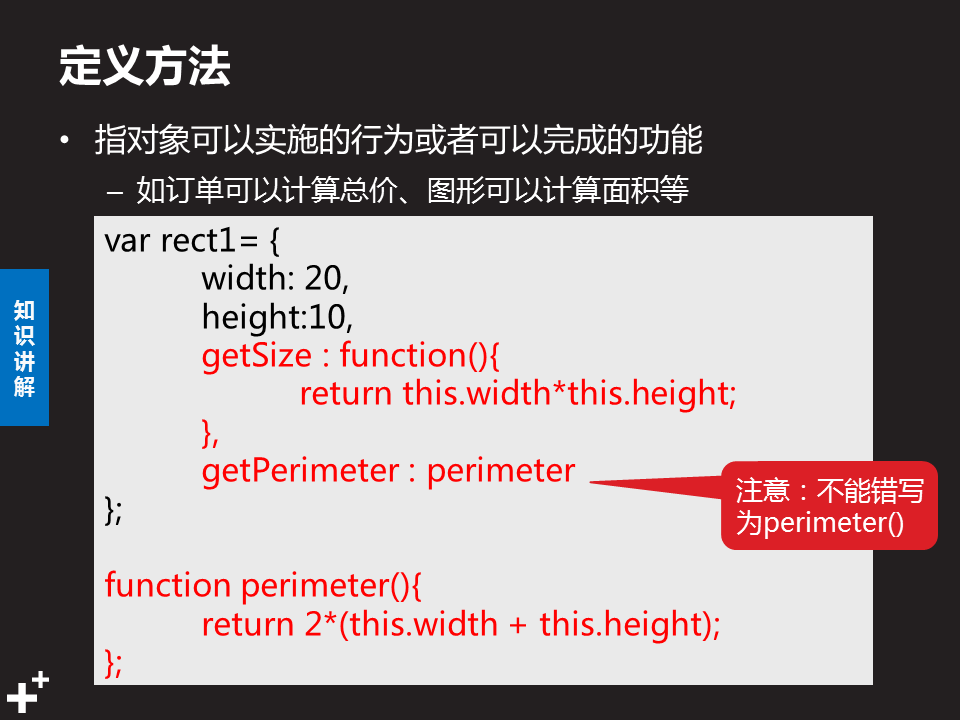 定义方法
• 指对象可以实施的行为或者可以完成的功能
– 如订单可以计算总价、图形可以计算面积等
知
识
讲
解
var rect1= {
width: 20,
height:10,
getSize : function(){
return this.width*this.height;
},
getPerimeter : perimeter
};
注意：不能错写
为perimeter()
function perimeter(){
return 2*(this.width + this.height);
};